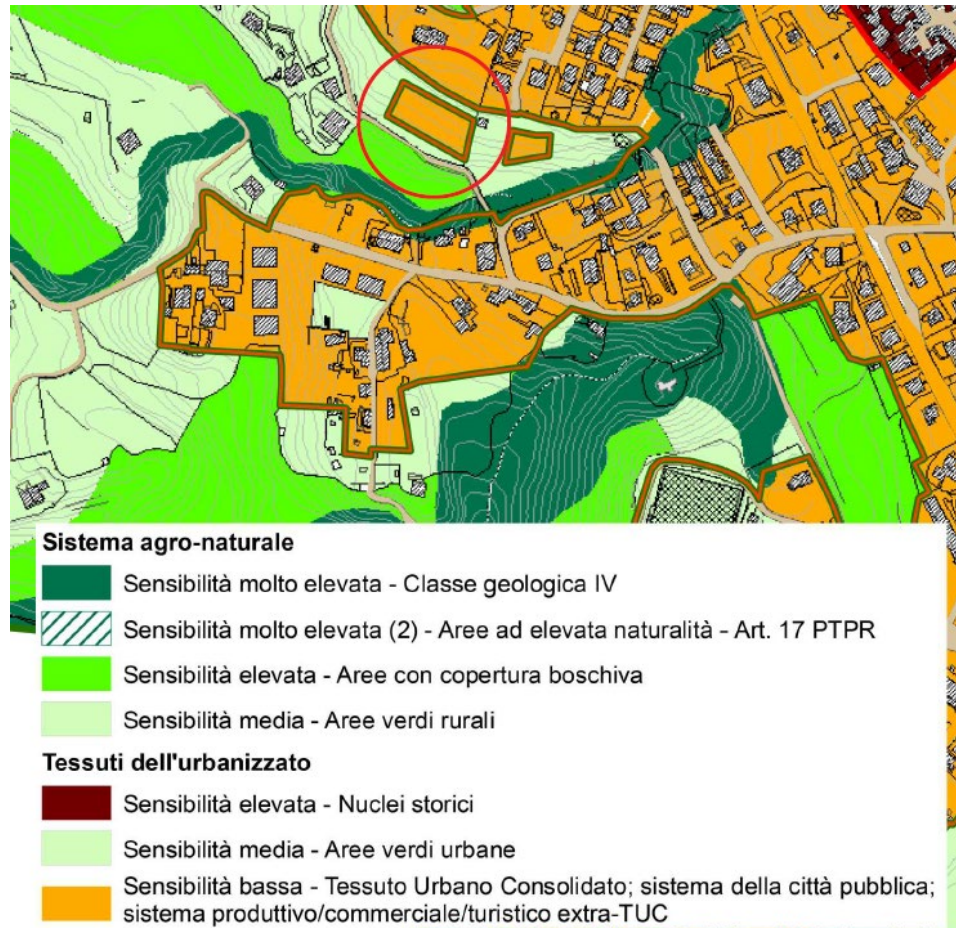 Sistema agro-naturale
Sensibilità molto elevata - Classe geologica IV
Sensibilità molto elevata (2) - Aree ad elevata naturalità - Art. 17 PTPR
Sensibilità elevata - Aree con copertura boschiva
Sensibilità media - Aree verdi rurali
Tessuti dell'urbanizzato
Sensibilità elevata - Nuclei storici
Sensibilità media - Aree verdi urbane
Sensibilità bassa - Tessuto Urbano Consolidato; sistema della città pubblica;
sistema produttivo/commerciale/turistico extra-TUC